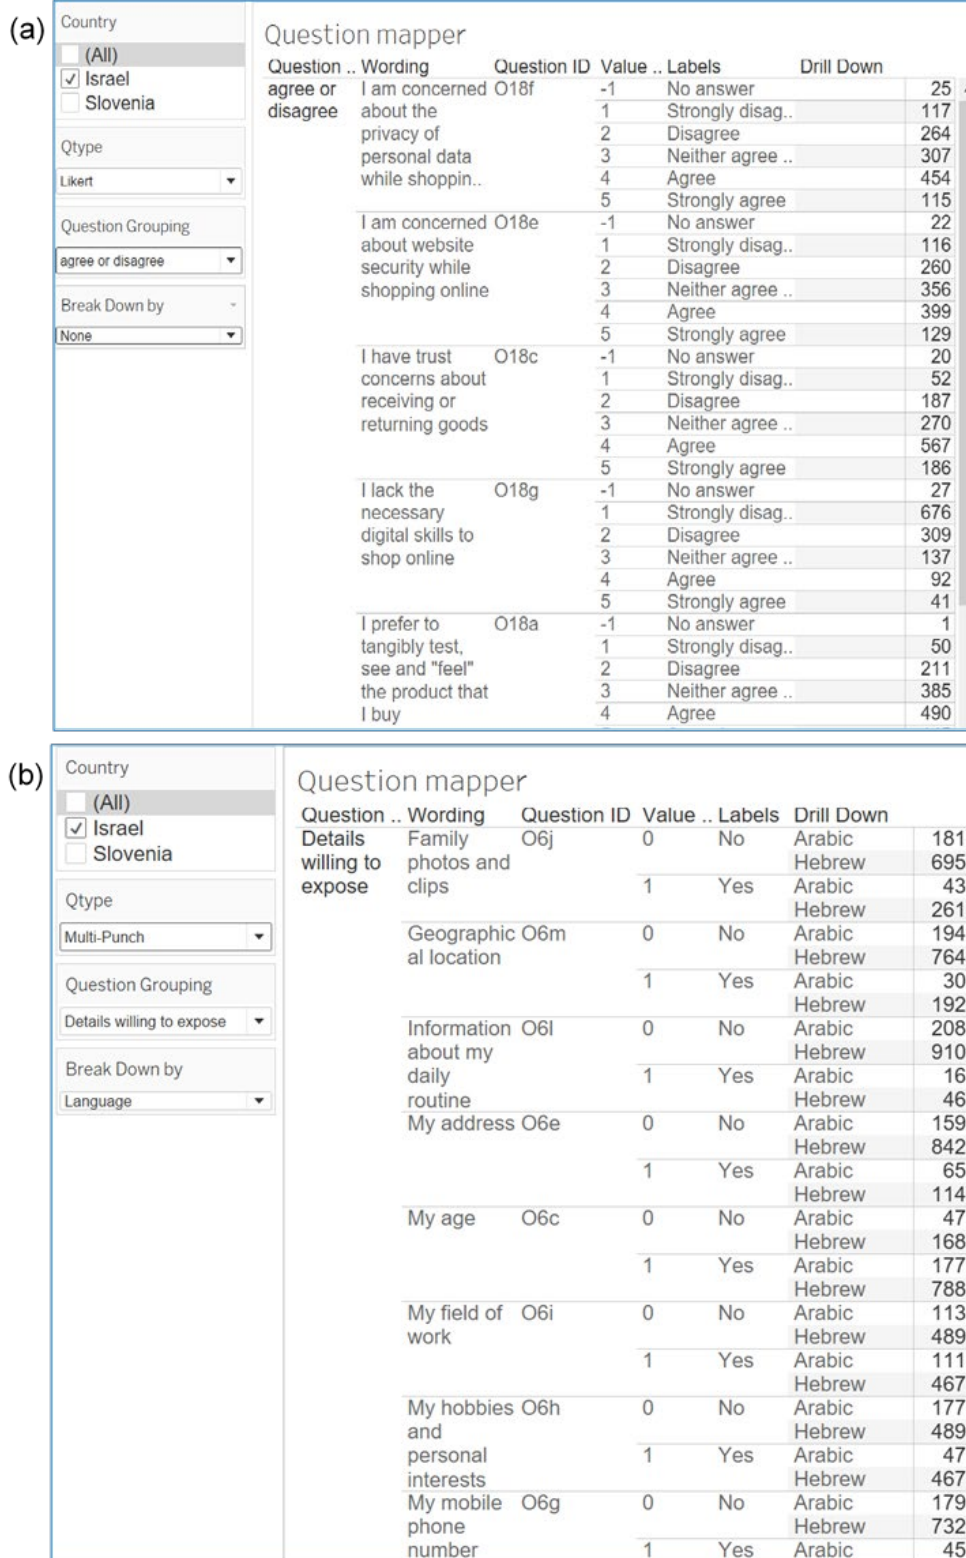 (a)
Country
(All)
Israel
Slovenia
Qtype
Likert
Question Grouping
agree or disagree
Break Down by
None
Question mapper
Question .. Wording Question ID Value .. Labels Drill Down
agree or I am concerned O18f -1 No answer 25
disagree about the 1 Strongly disag.. 117
privacy of 2 Disagree 264
personal data 3 Neither agree .. 307
while shoppin.. 4 Agree 454
5 Strongly agree 115
I am concerned O18e -1 No answer 22
about website 1 Strongly disag.. 116
security while 2 Disagree 260
shopping online 3 Neither agree .. 356
4 Agree 399
5 Strongly agree 129
I have trust O18c -1 No answer 20
concerns about 1 Strongly disag.. 52
receiving or 2 Disagree 187
returning goods 3 Neither agree .. 270
4 Agree 567
5 Strongly agree 186
I lack the O18g -1 No answer 27
necessary 1 Strongly disag.. 676
digital skills to 2 Disagree 309
shop online 3 Neither agree .. 137
4 Agree 92
5 Strongly agree 41
I prefer to O18a -1 No answer 1
tangibly test, 1 Strongly disag.. 50
see and "feel" 2 Disagree 211
the product that 3 Neither agree .. 385
I buy 4 Agree 490
(b)
Country
(All)
Israel
Slovenia
Qtype
Multi-Punch
Question Grouping
Details willing to expose
Break Down by
Language
Question mapper
Question .. Wording Question ID Value .. Labels Drill Down
Details Family O6j 0 No Arabic 181
willing to photos and Hebrew 695
expose clips 1 Yes Arabic 43
Hebrew 261
Geographic O6m 0 No Arabic 194
al location Hebrew 764
1 Yes Arabic 30
Hebrew 192
Information O6l 0 No Arabic 208
about my Hebrew 910
daily 1 Yes Arabic 16
routine Hebrew 46
My address O6e 0 No Arabic 159
Hebrew 842
1 Yes Arabic 65
Hebrew 114
My age O6c 0 No Arabic 47
Hebrew 168
1 Yes Arabic 177
Hebrew 788
My field of O6i 0 No Arabic 113
work Hebrew 489
1 Yes Arabic 111
Hebrew 467
My hobbies O6h 0 No Arabic 177
and Hebrew 489
personal 1 Yes Arabic 47
interests Hebrew 467
My mobile O6g 0 No Arabic 179
phone Hebrew 732
number 1 Yes Arabic 45